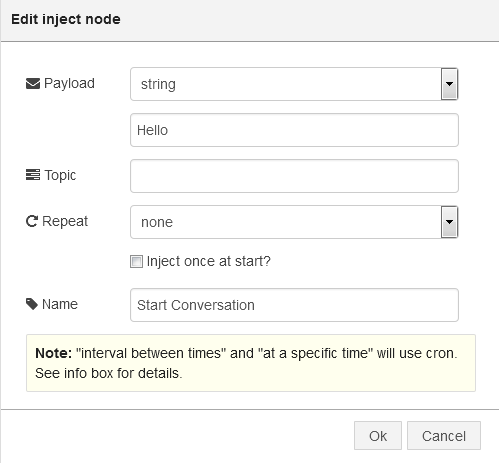 Edit inject node
Payload
string
Hello
Topic
Repeat
none
Inject once at start?
Name
Start Conversation
Note: "interval between times" and "at a specific time" will use cron.
See info box for details.
Ok
Cancel